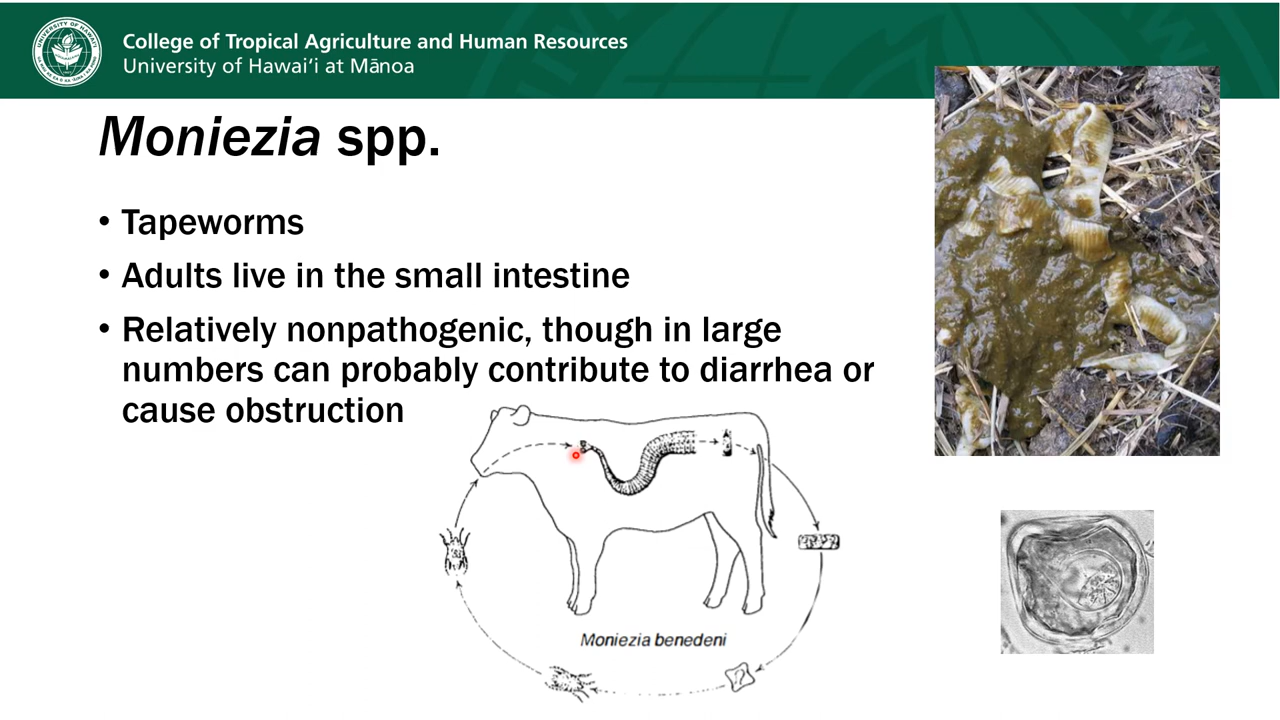 College of Tropical Agriculture and Human Resources
University of Hawaiʻi at Mānoa
Moniezia spp.
• Tapeworms
• Adults live in the small intestine
• Relatively nonpathogenic, though in large
numbers can probably contribute to diarrhea or
cause obstruction
Moniezia benedeni